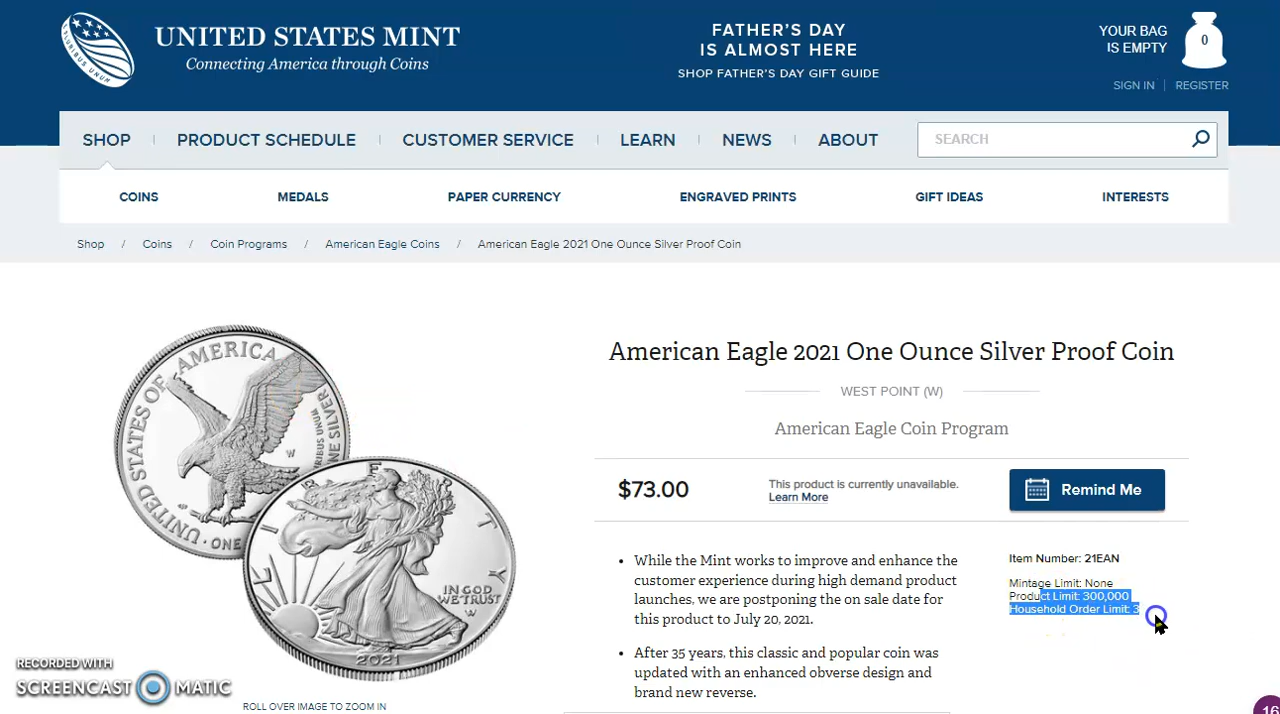 UNITED STATES MINT
Connecting America through Coins
FATHER'S DAY
IS ALMOST HERE
SHOP FATHER'S DAY GIFT GUIDE
YOUR BAG
IS EMPTY
0
SIGN IN | REGISTER
SHOP PRODUCT SCHEDULE CUSTOMER SERVICE LEARN NEWS ABOUT SEARCH
COINS MEDALS PAPER CURRENCY ENGRAVED PRINTS GIFT IDEAS INTERESTS
Shop / Coins / Coin Programs / American Eagle Coins / American Eagle 2021 One Ounce Silver Proof Coin
UNITED STATES OF AMERICA
W
LIBERTY
IN GOD
WE TRUST
W
2021
American Eagle 2021 One Ounce Silver Proof Coin
WEST POINT (W)
American Eagle Coin Program
$73.00
This product is currently unavailable.
Learn More
Remind Me
• While the Mint works to improve and enhance the
customer experience during high demand product
launches, we are postponing the on sale date for
this product to July 20, 2021.
• After 35 years, this classic and popular coin was
updated with an enhanced obverse design and
brand new reverse.
Item Number: 21EAN
Mintage Limit: None
Product Limit: 300,000
Household Order Limit: 3
RECORDED WITH
SCREENCAST MATIC
ROLL OVER IMAGE TO ZOOM IN
16